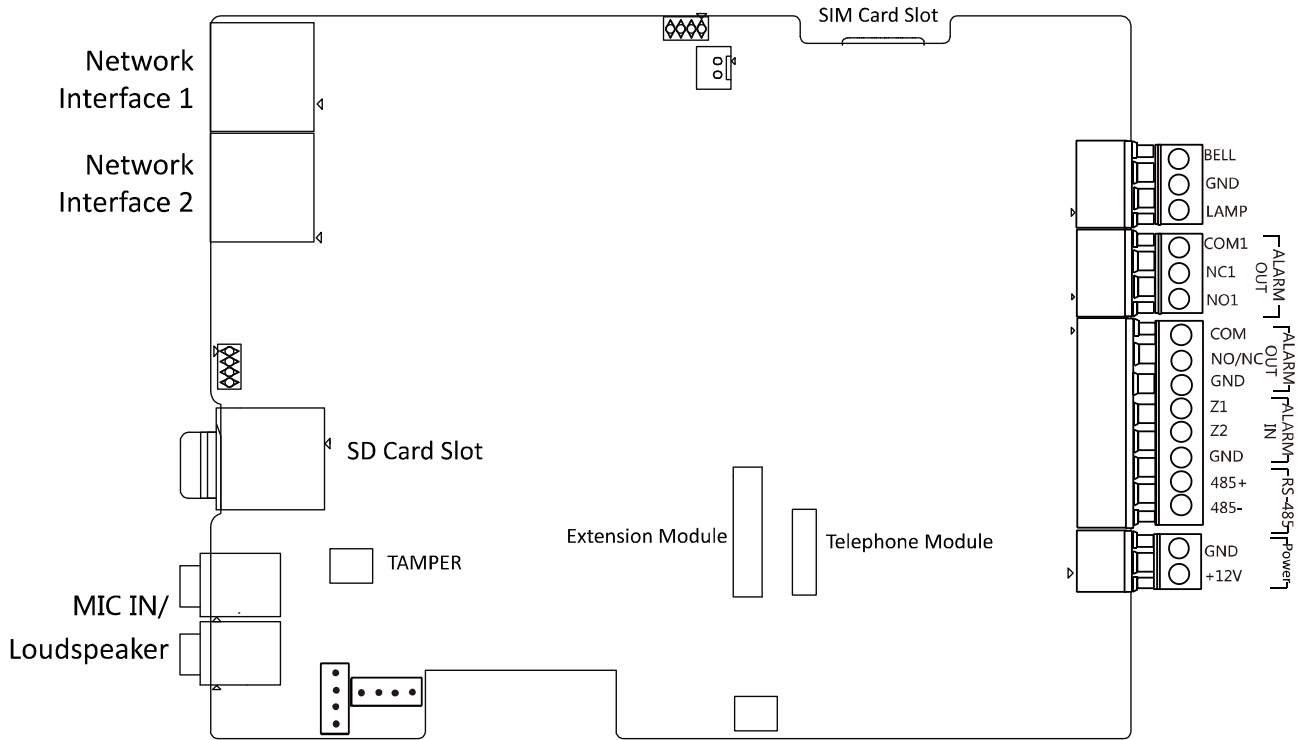 SIM Card Slot
Network
Interface 1
Network
Interface 2
BELL
GND
LAMP
COM1
NC1
NO1
ALARM
OUT
COM
NO/NC
GND
ALARM
OUT
Z1
Z2
GND
ALARM
IN
485+
485-
RS-485
GND
+12V
Power
SD Card Slot
Extension Module
Telephone Module
TAMPER
MIC IN/
Loudspeaker